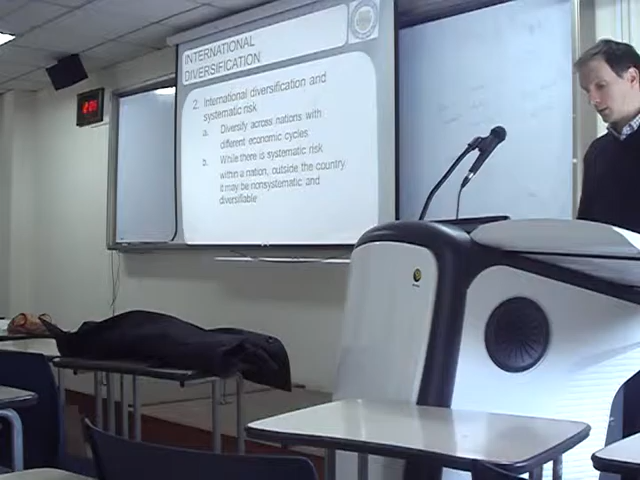 INTERNATIONAL
DIVERSIFICATION
2. International diversification and
systematic risk
a. Diversify across nations with
different economic cycles
b. While there is systematic risk
within a nation, outside the country
it may be nonsystematic and
diversifiable